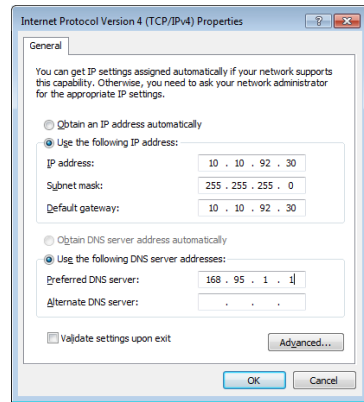 Internet Protocol Version 4 (TCP/IPv4) Properties
General
You can get IP settings assigned automatically if your network supports
this capability. Otherwise, you need to ask your network administrator
for the appropriate IP settings.
Obtain an IP address automatically
Use the following IP address:
IP address: 10 . 10 . 92 . 30
Subnet mask: 255 . 255 . 255 . 0
Default gateway: 10 . 10 . 92 . 30
Obtain DNS server address automatically
Use the following DNS server addresses:
Preferred DNS server: 168 . 95 . 1 . 1
Alternate DNS server: . . .
Validate settings upon exit
Advanced...
OK Cancel